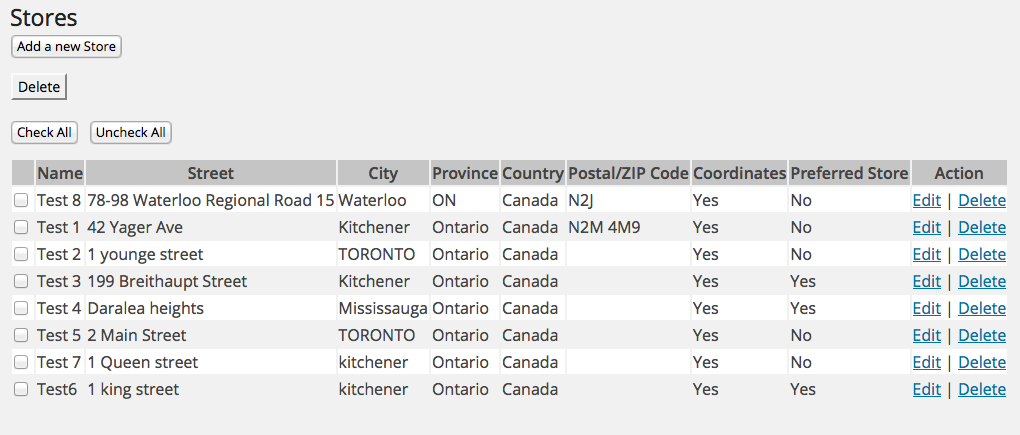 Stores
Add a new Store
Delete
Check All Uncheck All
Name Street City Province Country Postal/ZIP Code Coordinates Preferred Store Action
Test 8 78-98 Waterloo Regional Road 15 Waterloo ON Canada N2J Yes No Edit | Delete
Test 1 42 Yager Ave Kitchener Ontario Canada N2M 4M9 Yes No Edit | Delete
Test 2 1 younge street TORONTO Ontario Canada Yes No Edit | Delete
Test 3 199 Breithaupt Street Kitchener Ontario Canada Yes Yes Edit | Delete
Test 4 Daralea heights Mississauga Ontario Canada Yes Yes Edit | Delete
Test 5 2 Main Street TORONTO Ontario Canada Yes No Edit | Delete
Test 7 1 Queen street kitchener Ontario Canada Yes No Edit | Delete
Test6 1 king street kitchener Ontario Canada Yes Yes Edit | Delete